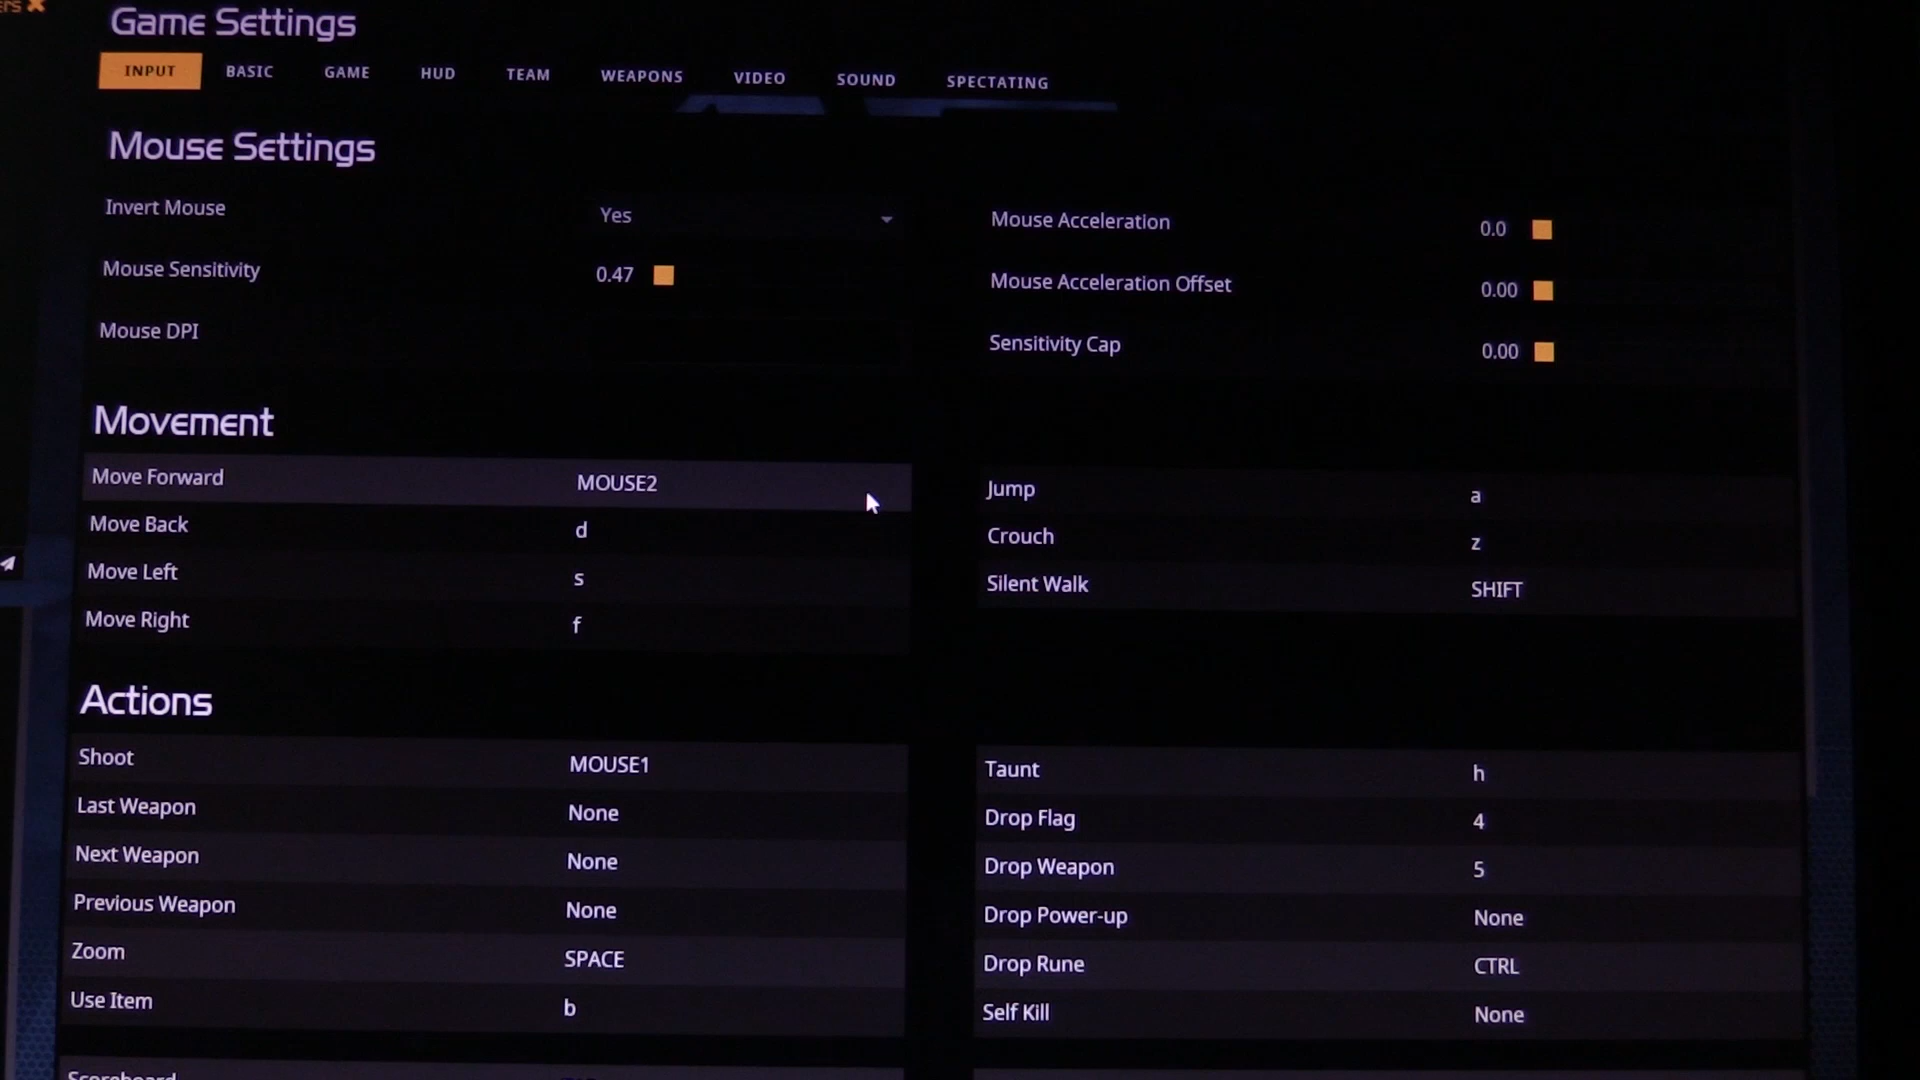 ers
Game Settings
INPUT BASIC GAME HUD TEAM WEAPONS VIDEO SOUND SPECTATING
Mouse Settings
Invert Mouse Yes
Mouse Sensitivity 0.47
Mouse DPI
Mouse Acceleration 0.0
Mouse Acceleration Offset 0.00
Sensitivity Cap 0.00
Movement
Move Forward MOUSE2
Move Back d
Move Left s
Move Right f
Jump a
Crouch z
Silent Walk SHIFT
Actions
Shoot MOUSE1
Last Weapon None
Next Weapon None
Previous Weapon None
Zoom SPACE
Use Item b
Taunt h
Drop Flag 4
Drop Weapon 5
Drop Power-up None
Drop Rune CTRL
Self Kill None
Scoreboard